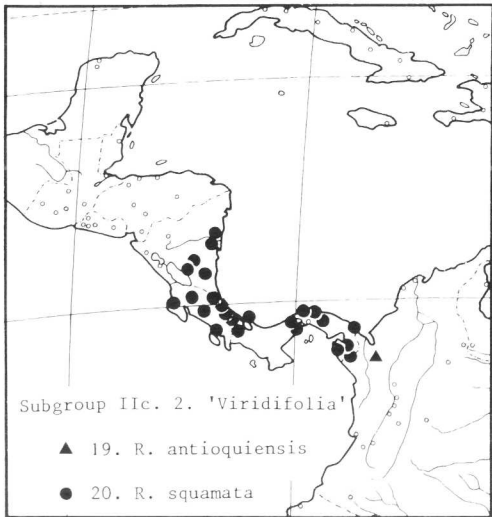 Subgroup IIc. 2. 'Viridifolia'
▲ 19. R. antioquiensis
● 20. R. squamata